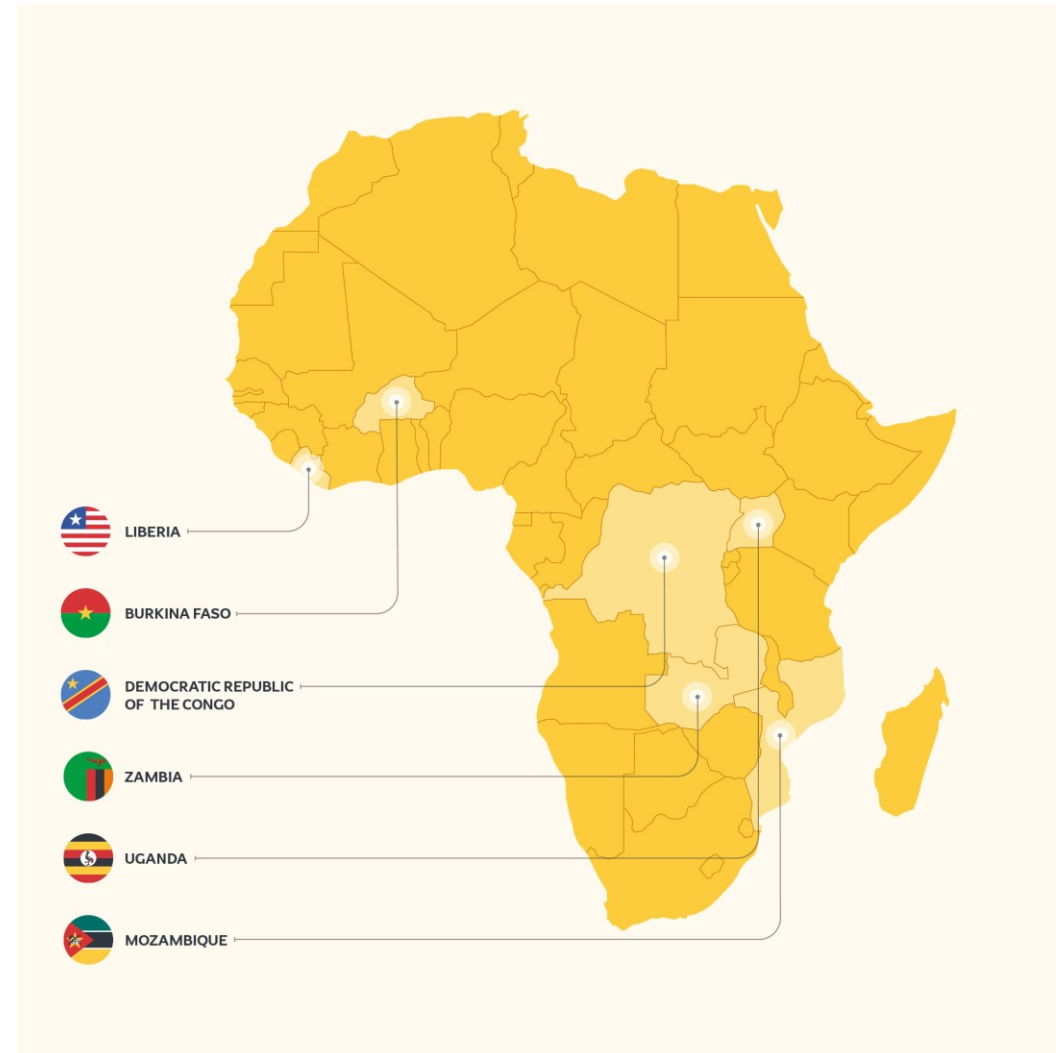 LIBERIA
BURKINA FASO
DEMOCRATIC REPUBLIC
OF THE CONGO
ZAMBIA
UGANDA
MOZAMBIQUE